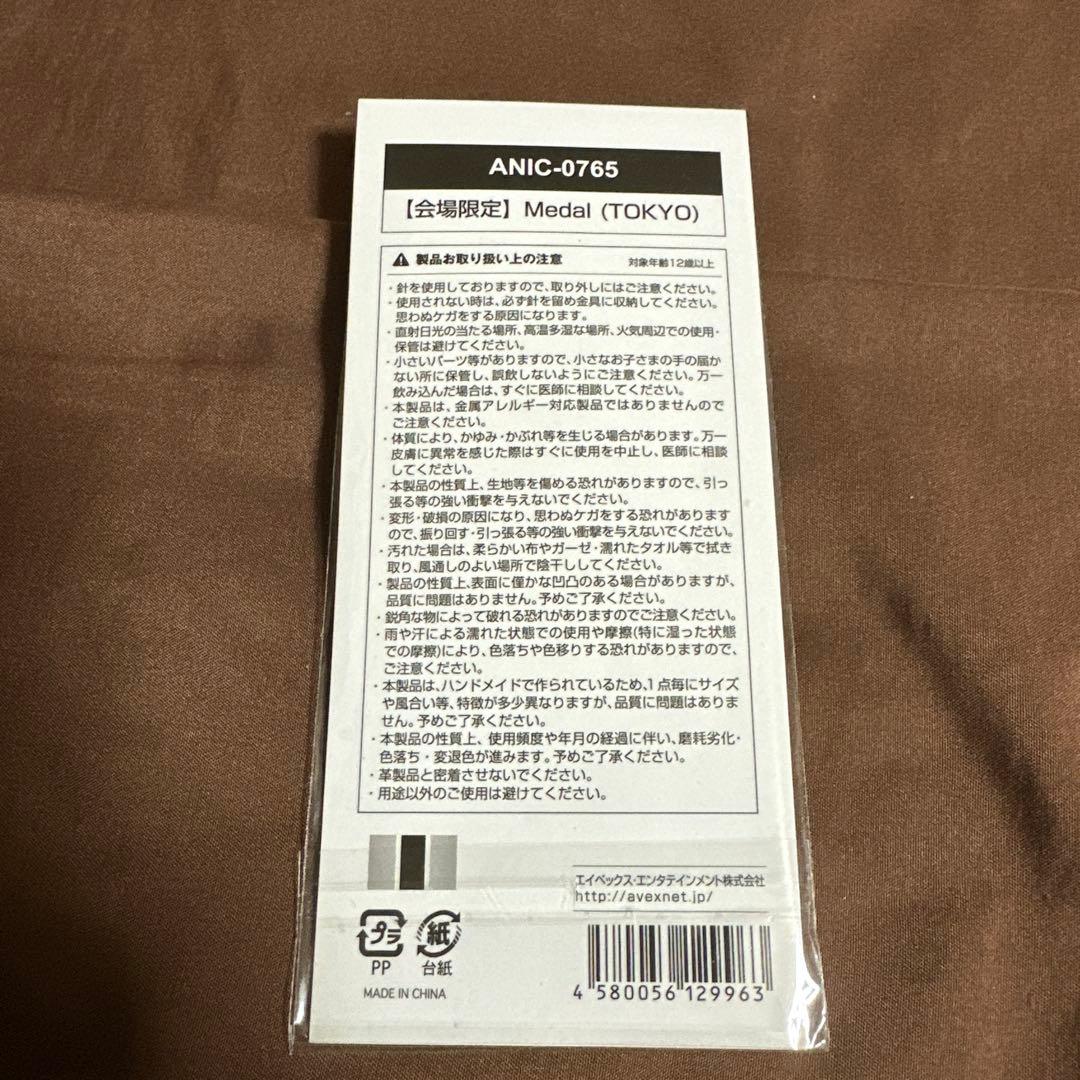 ANIC-0765
【会場限定】Medal (TOKYO)
⚠ 製品お取り扱い上の注意 対象年齢12歳以上
・針を使用しておりますので、取り外しにはご注意ください。
・使用されない時は、必ず針を留め金具に収納してください。
思わぬケガをする原因になります。
・直射日光の当たる場所、高温多湿な場所、火気周辺での使用・
保管は避けてください。
・小さいパーツ等がありますので、小さなお子さまの手の届か
ない所に保管し、誤飲しないようにご注意ください。万一
飲み込んだ場合は、すぐに医師に相談してください。
・本製品は、金属アレルギー対応製品ではありませんので
ご注意ください。
・体質により、かゆみ・かぶれ等を生じる場合があります。万一
皮膚に異常を感じた際はすぐに使用を中止し、医師に相談
してください。
・本製品の性質上、生地等を傷める恐れがありますので、引っ
張る等の強い衝撃を与えないでください。
・変形・破損の原因になり、思わぬケガをする恐れがあります
ので、振り回す・引っ張る等の強い衝撃を与えないでください。
・汚れた場合は、柔らかい布やガーゼ・濡れたタオル等で拭き
取り、風通しのよい場所で陰干ししてください。
・製品の性質上、表面に僅かな凹凸のある場合がありますが、
品質に問題はありません。予めご了承ください。
・鋭角な物によって破れる恐れがありますのでご注意ください。
・雨や汗による濡れた状態での使用や摩擦(特に湿った状態
での摩擦)により、色落ちや色移りする恐れがありますので、
ご注意ください。
・本製品は、ハンドメイドで作られているため、1点毎にサイズ
や風合い等、特徴が多少異なりますが、品質に問題はありま
せん。予めご了承ください。
・本製品の性質上、使用頻度や年月の経過に伴い、磨耗劣化・
色落ち・変退色が進みます。予めご了承ください。
・革製品と密着させないでください。
・用途以外のご使用は避けてください。
エイベックス・エンタテインメント株式会社
http://avexnet.jp/
プラ 紙
PP 台紙
MADE IN CHINA
4 580056 129963